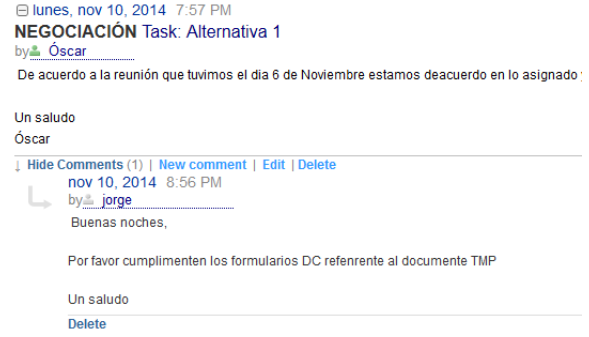 lunes, nov 10, 2014 7:57 PM
NEGOCIACIÓN Task: Alternativa 1
by Óscar
De acuerdo a la reunión que tuvimos el dia 6 de Noviembre estamos deacuerdo en lo asignado
Un saludo
Óscar
↓ Hide Comments (1) | New comment | Edit | Delete
nov 10, 2014 8:56 PM
by jorge
Buenas noches,
Por favor cumplimenten los formularios DC refenrente al documente TMP
Un saludo
Delete